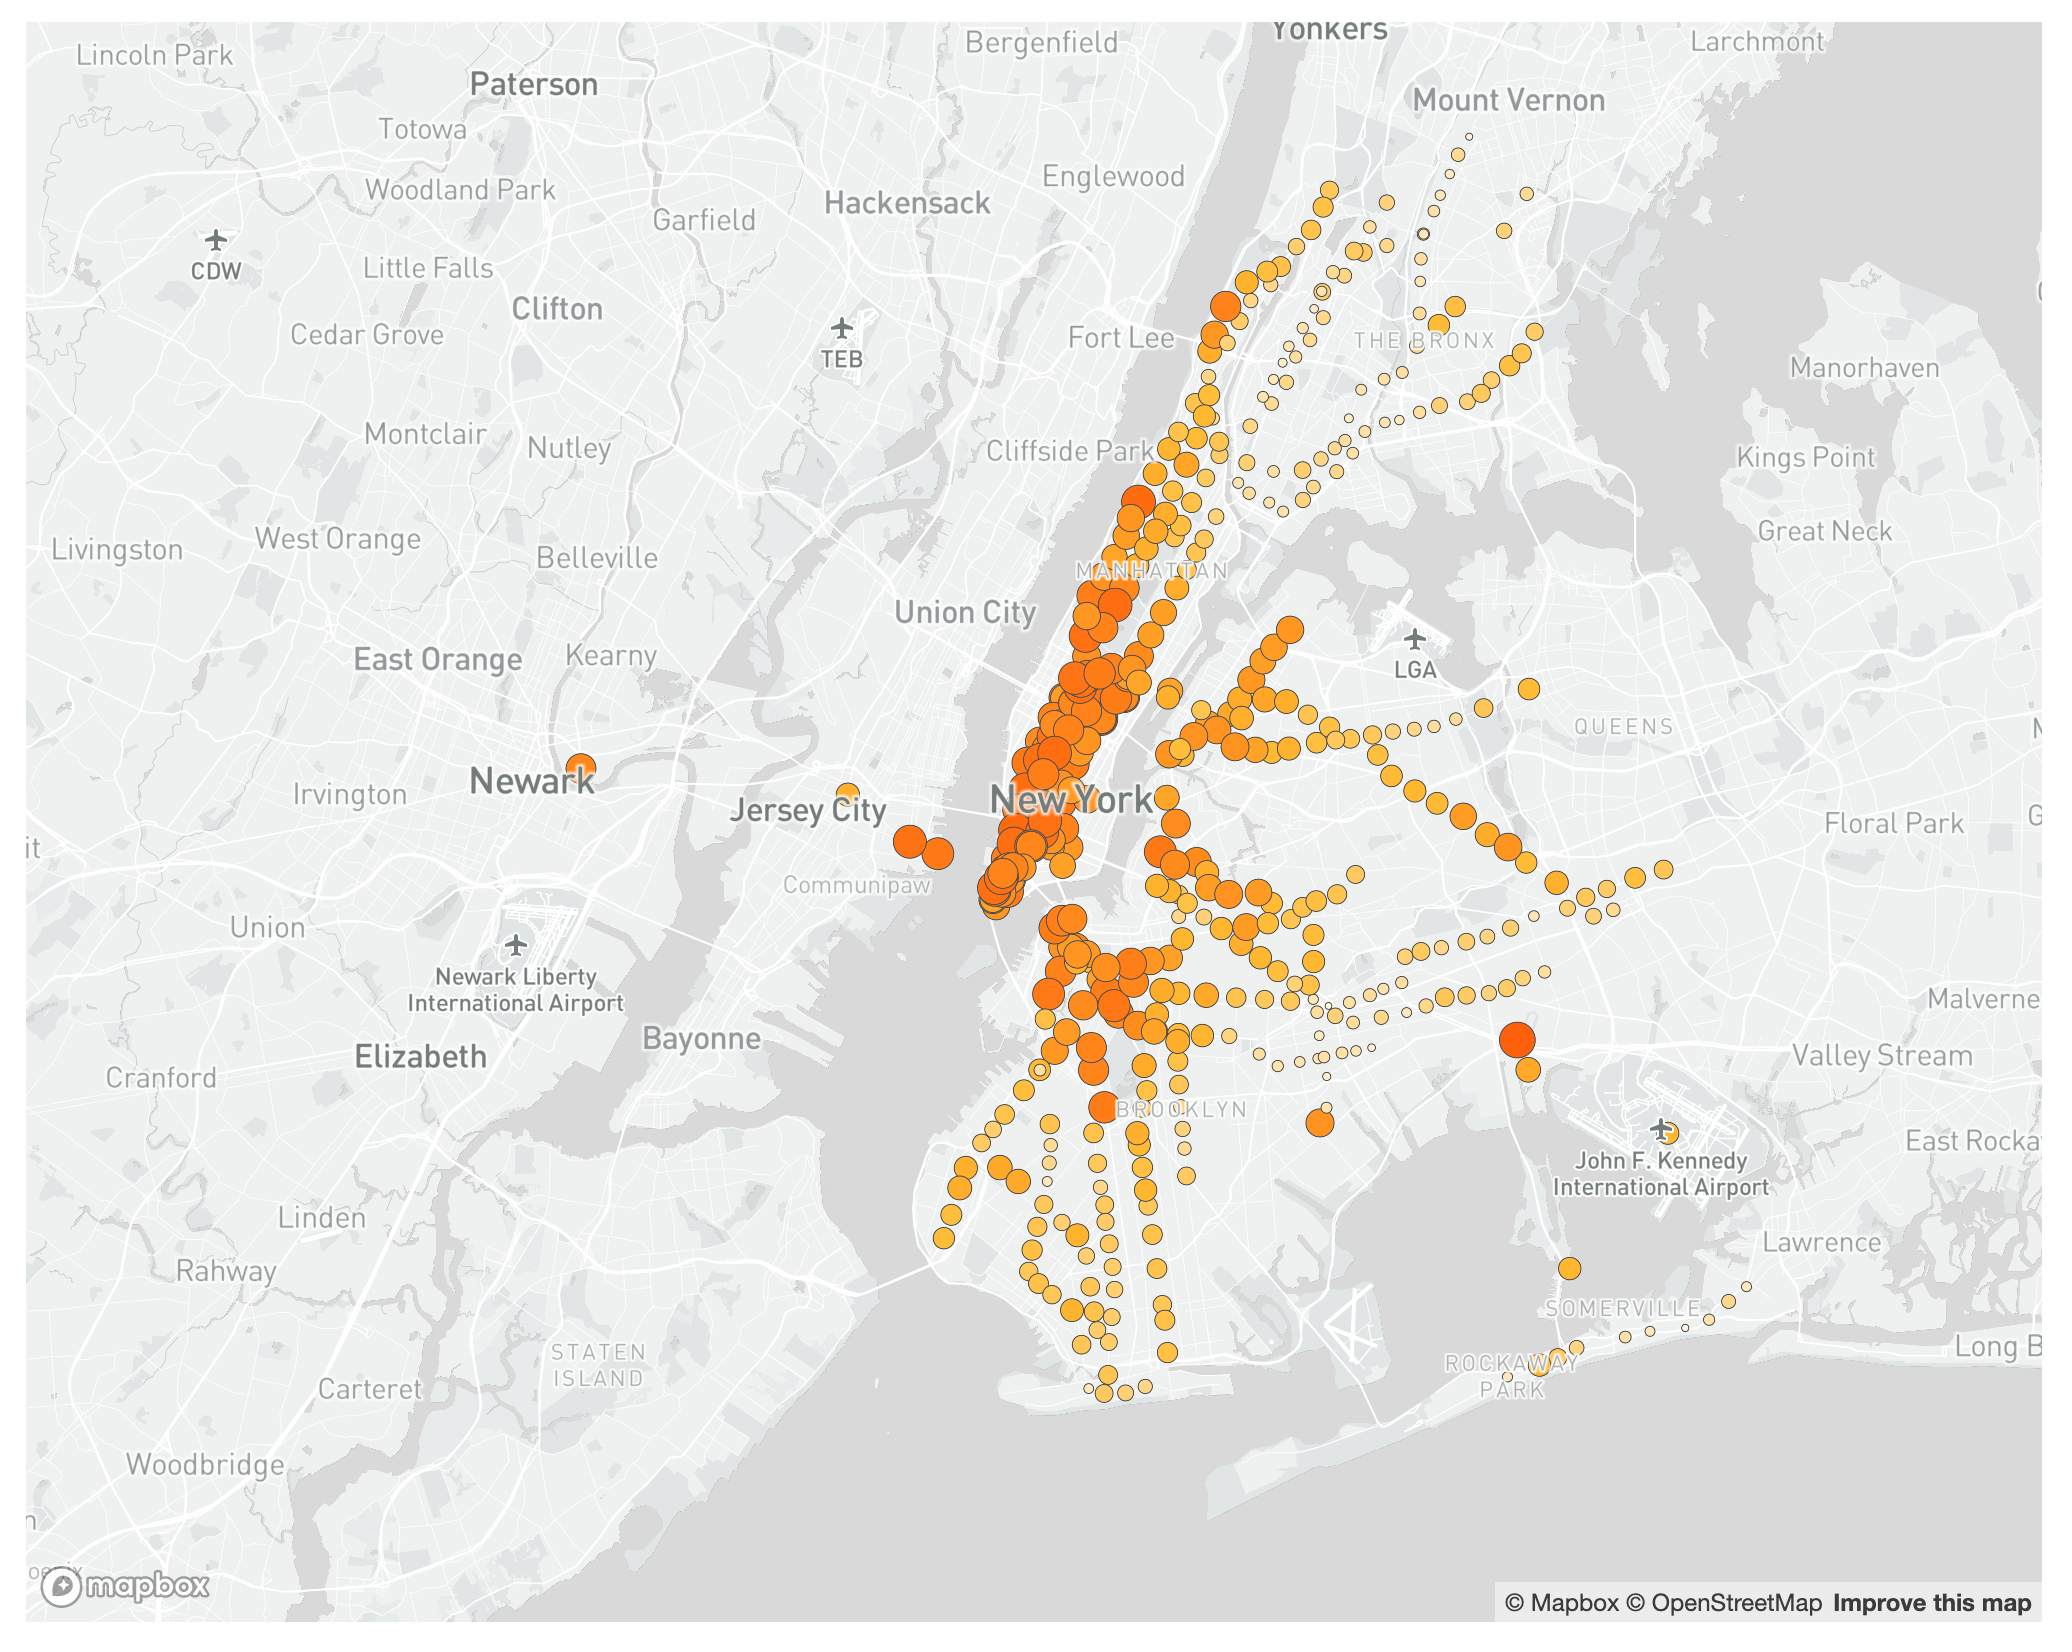 Yonkers
Lincoln Park
Bergenfield
Larchmont
Paterson
Mount Vernon
Totowa
Englewood
Woodland Park
Hackensack
Garfield
CDW
Little Falls
Clifton
Cedar Grove
Fort Lee
THE BRONX
TEB
Manorhaven
Montclair
Nutley
Cliffside Park
Kings Point
West Orange
Great Neck
Livingston
Belleville
MANHATTAN
Union City
East Orange
Kearny
LGA
QUEENS
Newark
Irvington
Jersey City
New York
Floral Park
Communipaw
Union
Newark Liberty
International Airport
Malverne
Bayonne
Elizabeth
Valley Stream
Cranford
BROOKLYN
East Rocka
John F. Kennedy
International Airport
Linden
Lawrence
Rahway
SOMERVILLE
STATEN
ISLAND
Long B
ROCKAWAY
PARK
Carteret
Woodbridge
mapbox
© Mapbox © OpenStreetMap Improve this map